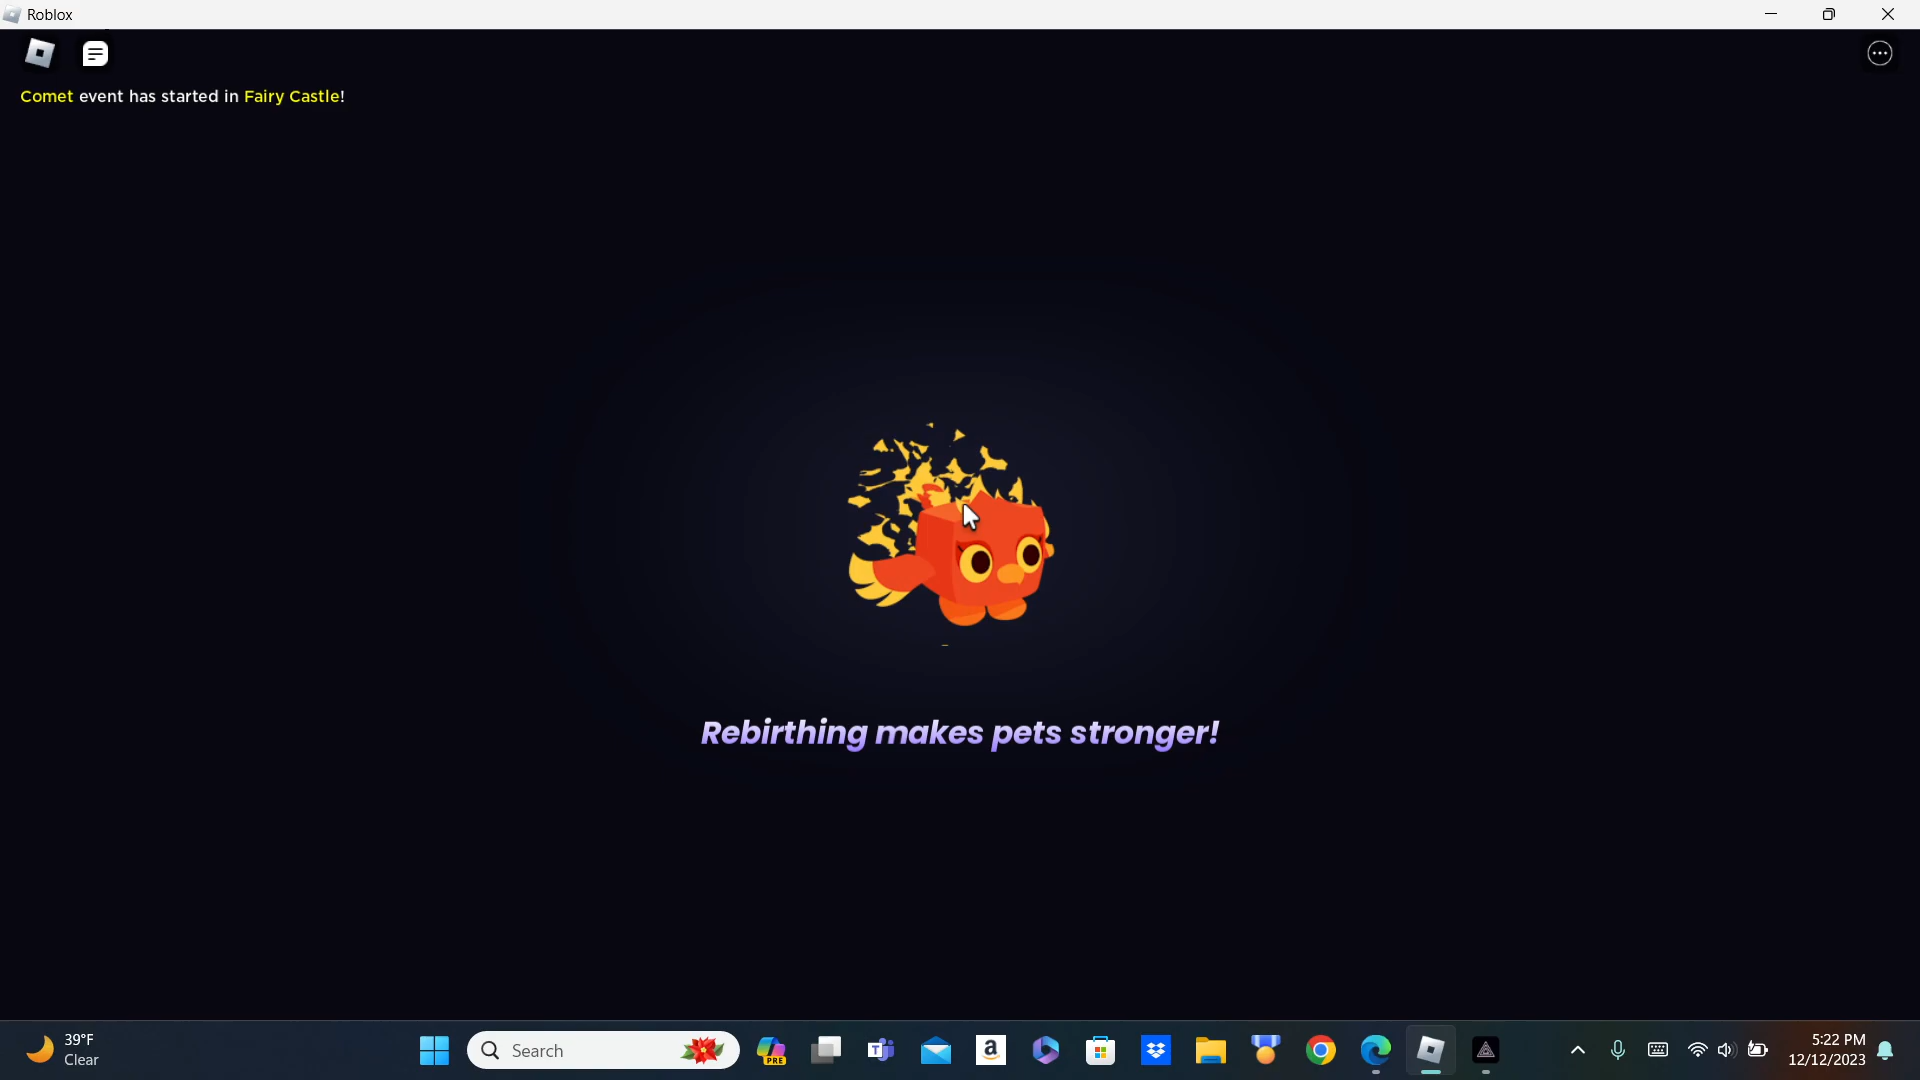 Roblox
Comet event has started in Fairy Castle!
Rebirthing makes pets stronger!
39°F
Clear
Search
PRE
5:22 PM
12/12/2023